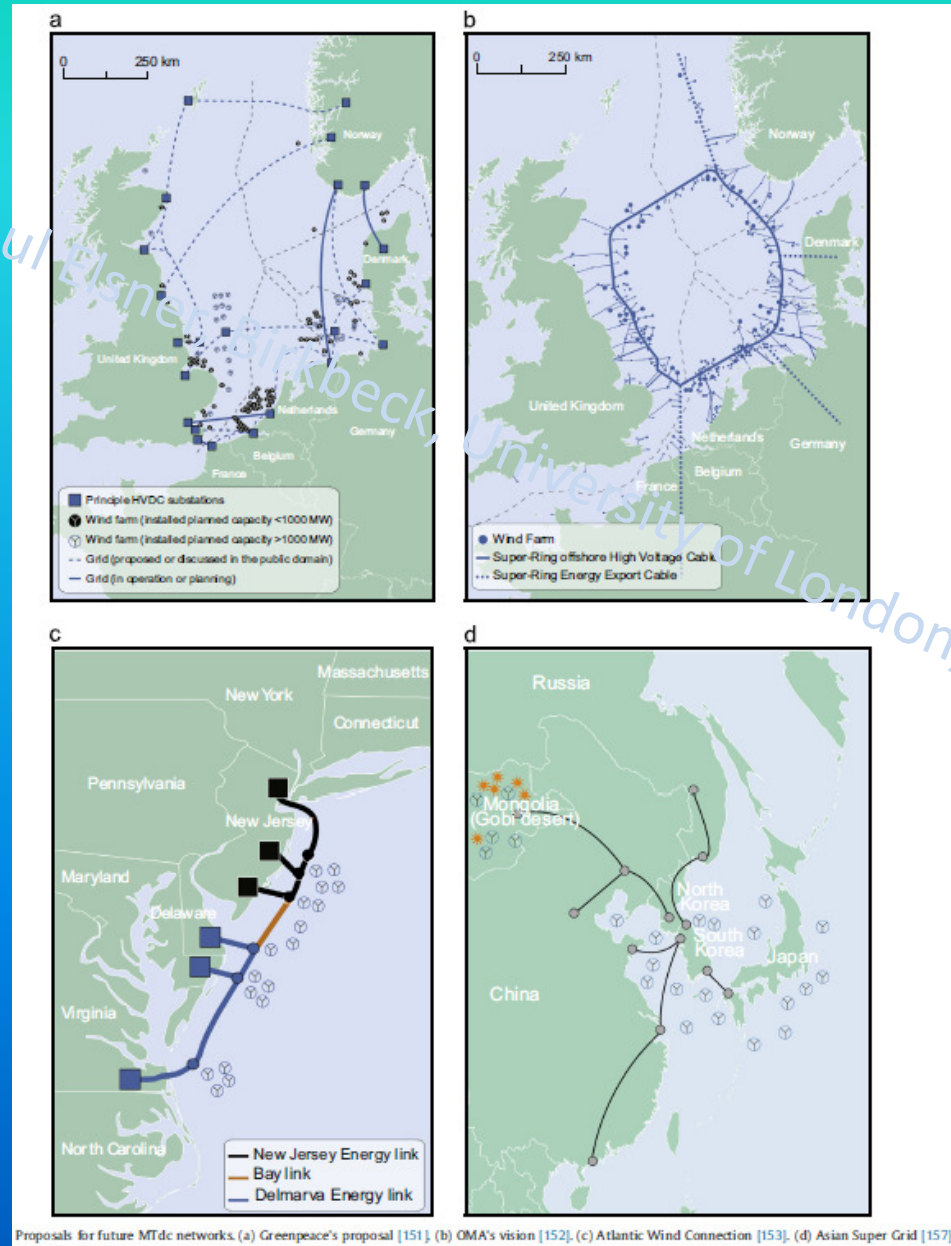 a
0 250 km
Norway
Denmark
United Kingdom
Netherlands
Germany
Belgium
France
Principle HVDC substations
Wind farm (installed planned capacity <1000 MW)
Wind farm (installed planned capacity >1000 MW)
Grid (proposed or discussed in the public domain)
Grid (in operation or planning)
b
0 250 km
Norway
Denmark
United Kingdom
Netherlands
Germany
Belgium
France
Wind Farm
Super-Ring offshore High Voltage Cable
Super-Ring Energy Export Cable
ul Elsner, Birkbeck, University of London,
c
Massachusetts
New York
Connecticut
Pennsylvania
New Jersey
Maryland
Delaware
Virginia
North Carolina
New Jersey Energy link
Bay link
Delmarva Energy link
d
Russia
Mongolia
(Gobi desert)
North
Korea
South
Korea
Japan
China
Proposals for future MTdc networks. (a) Greenpeace's proposal [151]. (b) OMA's vision [152]. (c) Atlantic Wind Connection [153]. (d) Asian Super Grid [157]